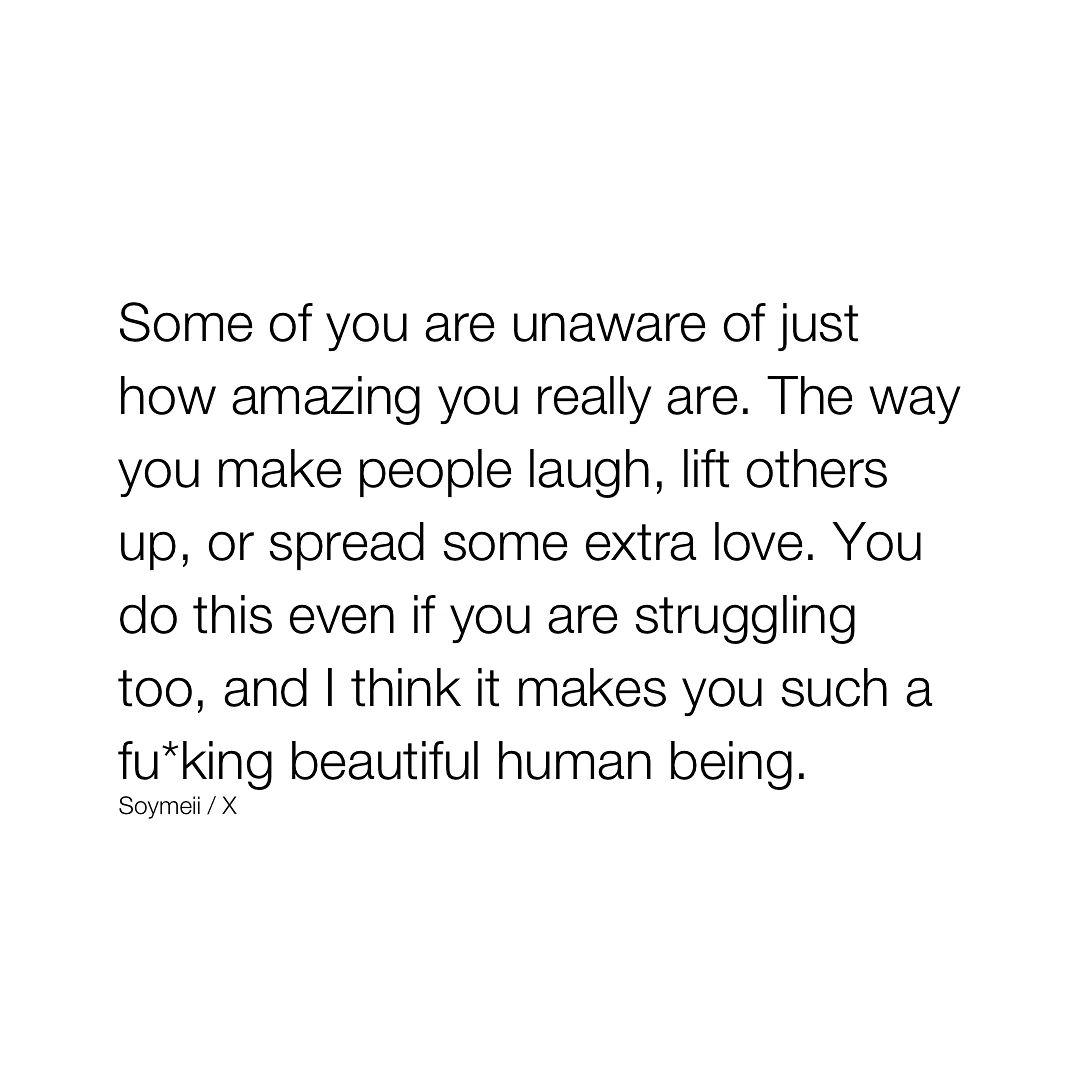 Some of you are unaware of just
how amazing you really are. The way
you make people laugh, lift others
up, or spread some extra love. You
do this even if you are struggling
too, and I think it makes you such a
fu*king beautiful human being.
Soymeii / X